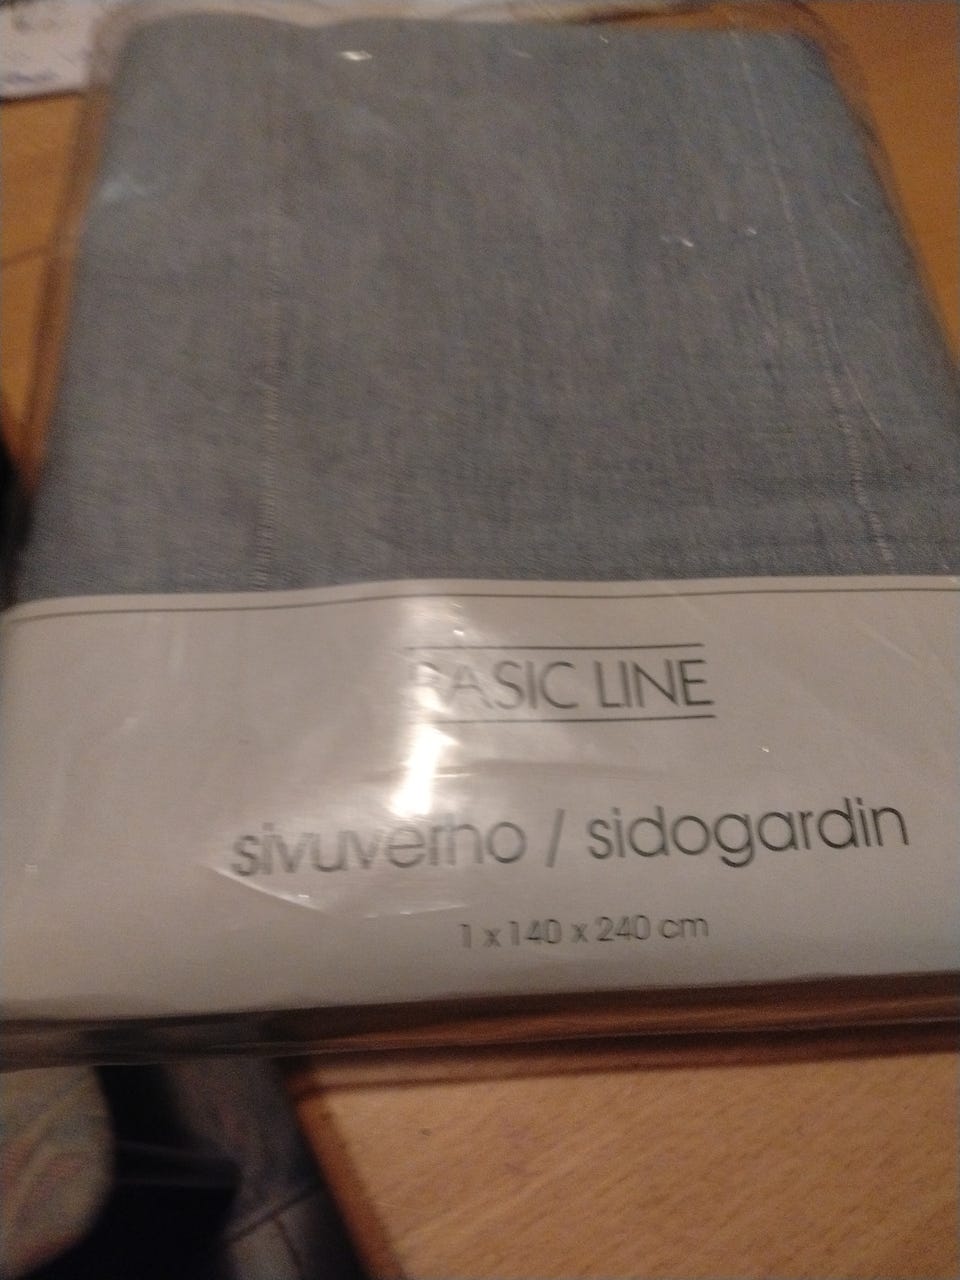 BASIC LINE
sivuverho / sidogardin
1 x 140 x 240 cm